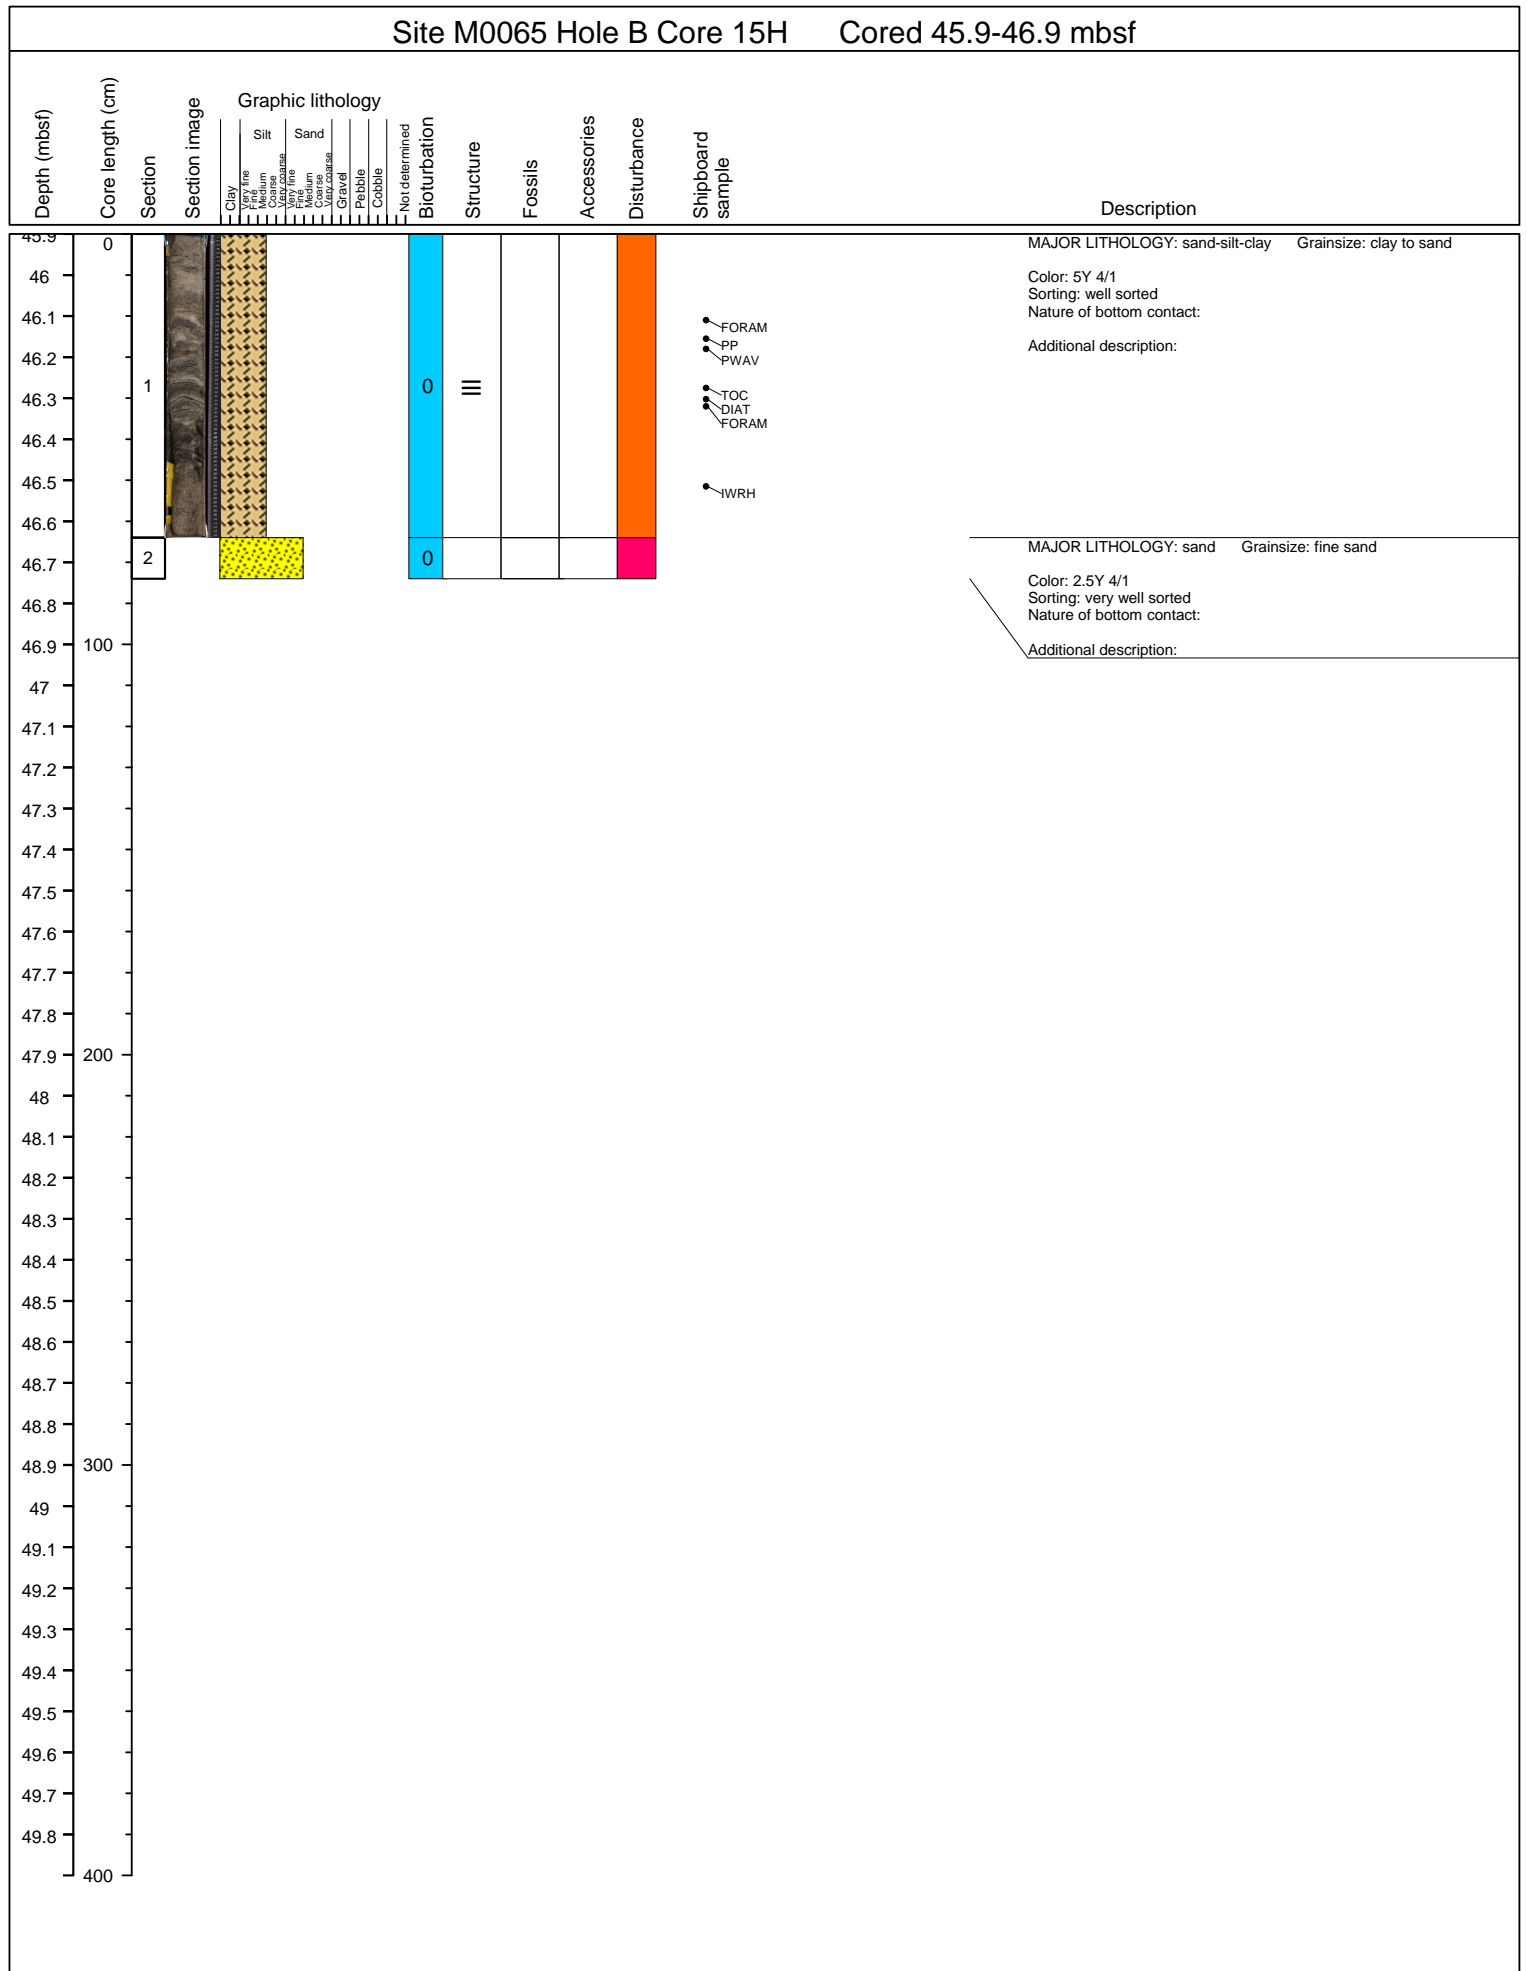 Site M0065 Hole B Core 15H Cored 45.9-46.9 mbsf
Depth (mbsf)
Core length (cm)
Section
Section image
Graphic lithology
Clay
Silt
Very fine
Fine
Medium
Coarse
Very coarse
Sand
Very fine
Fine
Medium
Coarse
Very coarse
Gravel
Pebble
Cobble
Not determined
Bioturbation
Structure
Fossils
Accessories
Disturbance
Shipboard
sample
Description
45.9
46
46.1
46.2
46.3
46.4
46.5
46.6
46.7
46.8
46.9
47
47.1
47.2
47.3
47.4
47.5
47.6
47.7
47.8
47.9
48
48.1
48.2
48.3
48.4
48.5
48.6
48.7
48.8
48.9
49
49.1
49.2
49.3
49.4
49.5
49.6
49.7
49.8
0
100
200
300
400
1
2
0
0
FORAM
PP
PWAV
TOC
DIAT
FORAM
IWRH
MAJOR LITHOLOGY: sand-silt-clay Grainsize: clay to sand
Color: 5Y 4/1
Sorting: well sorted
Nature of bottom contact:
Additional description:
MAJOR LITHOLOGY: sand Grainsize: fine sand
Color: 2.5Y 4/1
Sorting: very well sorted
Nature of bottom contact:
Additional description: